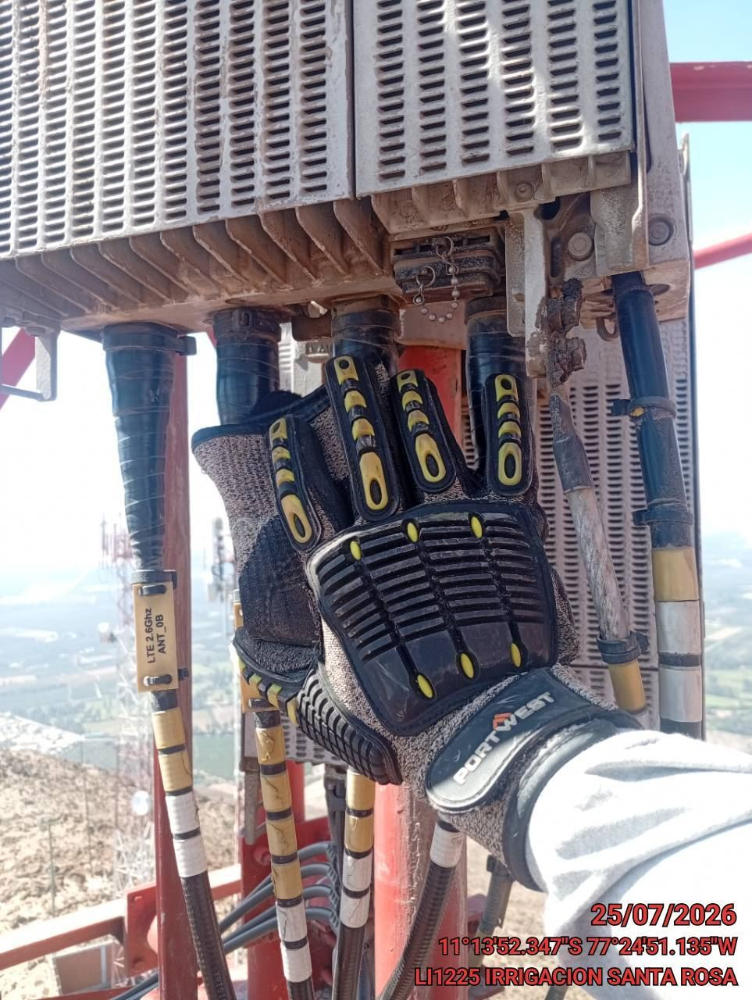 LTE 2.6Ghz
ANT_0B
PORTWEST
25/07/2026
11°13'52.347"S 77°24'51.135"W
LI1225 IRRIGACION SANTA ROSA